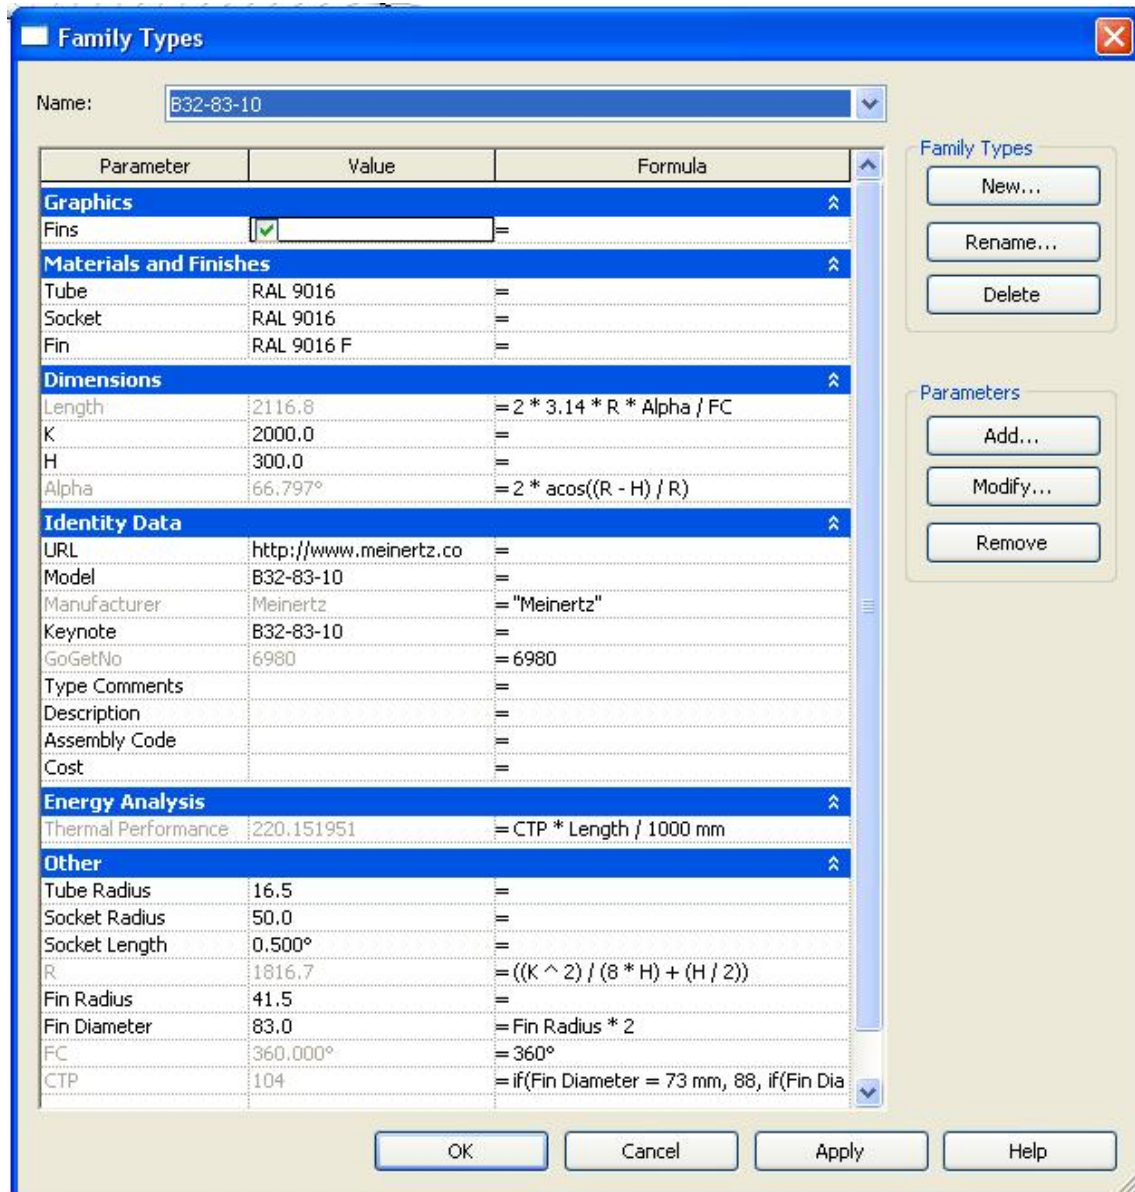 Family Types
Name: B32-83-10
Parameter Value Formula
Graphics
Fins =
Materials and Finishes
Tube RAL 9016 =
Socket RAL 9016 =
Fin RAL 9016 F =
Dimensions
Length 2116.8 = 2 * 3.14 * R * Alpha / FC
K 2000.0 =
H 300.0 =
Alpha 66.797° = 2 * acos((R - H) / R)
Identity Data
URL http://www.meinertz.co =
Model B32-83-10 =
Manufacturer Meinertz = "Meinertz"
Keynote B32-83-10 =
GoGetNo 6980 = 6980
Type Comments =
Description =
Assembly Code =
Cost =
Energy Analysis
Thermal Performance 220.151951 = CTP * Length / 1000 mm
Other
Tube Radius 16.5 =
Socket Radius 50.0 =
Socket Length 0.500° =
R 1816.7 = ((K ^ 2) / (8 * H) + (H / 2))
Fin Radius 41.5 =
Fin Diameter 83.0 = Fin Radius * 2
FC 360.000° = 360°
CTP 104 = if(Fin Diameter = 73 mm, 88, if(Fin Dia
Family Types
New...
Rename...
Delete
Parameters
Add...
Modify...
Remove
OK Cancel Apply Help